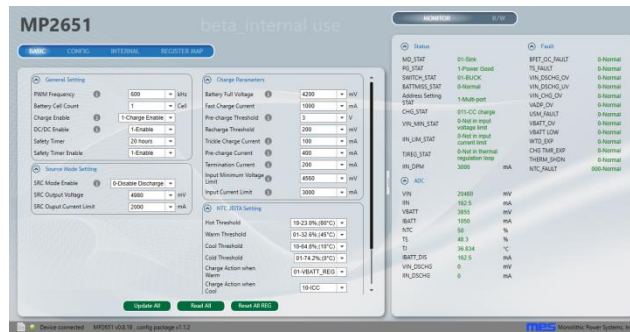 MP2651
beta_internal use
BASIC CONFIG INTERNAL REGISTER MAP
General Setting
PWM Frequency 600 kHz
Battery Cell Count 1 Cell
Charge Enable 1-Charge Enable
DC/DC Enable 1-Enable
Safety Timer 20 hours
Safety Timer Enable 1-Enable
Source Mode Setting
SRC Mode Enable 0-Disable Discharge
SRC Output Voltage 4980 mV
SRC Ouput Current Limit 2000 mA
Charge Parameters
Battery Full Voltage 4200 mV
Fast Charge Current 1000 mA
Pre-charge Threshold 3 V
Recharge Threshold 200 mV
Trickle Charge Current 100 mA
Pre-charge Current 400 mA
Termination Current 200 mA
Input Minimum Voltage
Limit 4560 mV
Input Current Limit 3000 mA
NTC JEITA Setting
Hot Threshold 10-23.0%;(60°C)
Warm Threshold 01-32.6%;(45°C)
Cool Threshold 10-64.8%;(10°C)
Cold Threshold 01-74.2%;(0°C)
Charge Action when
Warm 01-VBATT_REG
Charge Action when
Cool 10-ICC
Update All Read All Reset All REG
MONITOR R/W
Status
MD_STAT 01-Sink
PG_STAT 1-Power Good
SWITCH_STAT 01-BUCK
BATTMISS_STAT 0-Normal
Address Setting
STAT 1-Multi-port
CHG_STAT 011-CC charge
VIN_MIN_STAT 0-Not in input
voltage limit
IIN_LIM_STAT 0-Not in input
current limit
TJREG_STAT 0-Not in thermal
regulation loop
IIN_DPM 3000 mA
ADC
VIN 20460 mV
IIN 162.5 mA
VBATT 3655 mV
IBATT 1050 mA
NTC 50 %
TS 48.3 %
TJ 36.834 °C
IBATT_DIS 162.5 mA
VIN_DSCHG 0 mV
IIN_DSCHG 0 mA
Fault
BFET_OC_FAULT 0-Normal
TS_FAULT 0-Normal
VIN_DSCHG_OV 0-Normal
VIN_DSCHG_UV 0-Normal
VIN_CHG_OV 0-Normal
VADP_OV 0-Normal
USM_FAULT 0-Normal
VBATT_OV 0-Normal
VBATT LOW 0-Normal
WTD_EXP 0-Normal
CHG TMR_EXP 0-Normal
THERM_SHDN 0-Normal
NTC_FAULT 000-Normal
Device connected. MP2651 v0.0.18 , config package v1.1.2
mps Monolithic Power Systems, In